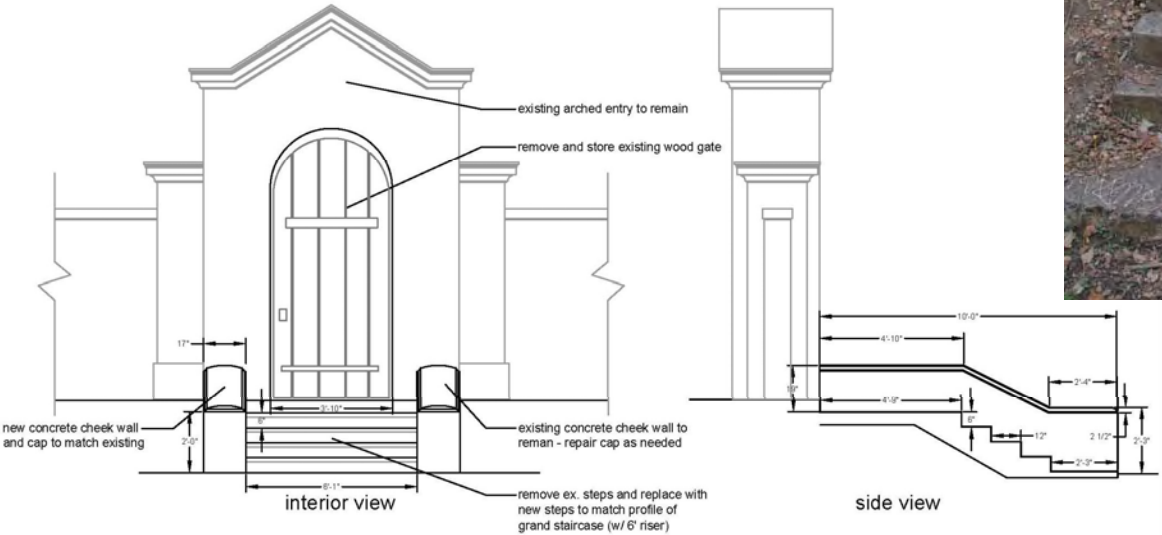 existing arched entry to remain
remove and store existing wood gate
17"
3'-10"
6"
2'-0"
6'-1"
new concrete cheek wall
and cap to match existing
existing concrete cheek wall to
reman - repair cap as needed
remove ex. steps and replace with
new steps to match profile of
grand staircase (w/ 6' riser)
interior view
10'-0"
4'-10"
2'-4"
4'-9"
6"
12"
2 1/2"
2'-3"
2'-3"
side view